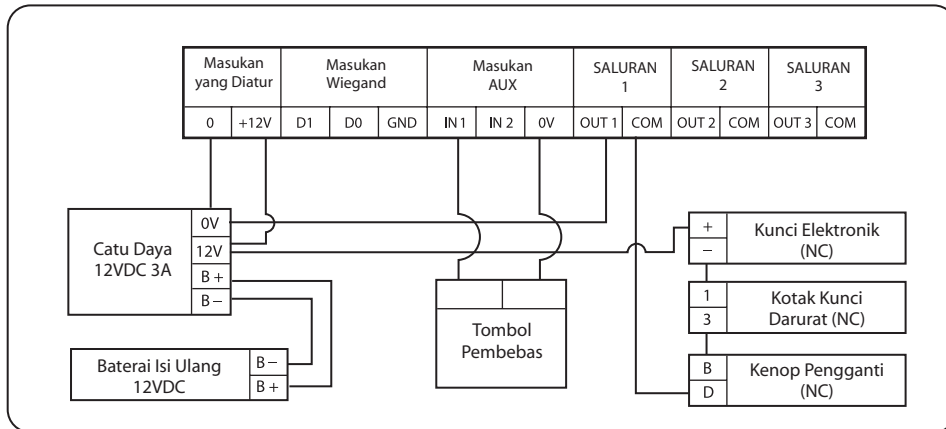 Masukan Masukan Masukan SALURAN SALURAN SALURAN
yang Diatur Wiegand AUX 1 2 3
0 +12V D1 D0 GND IN 1 IN 2 0V OUT 1 COM OUT 2 COM OUT 3 COM
Catu Daya
12VDC 3A
0V
12V
B +
B –
Baterai Isi Ulang
12VDC
B –
B +
Tombol
Pembebas
+
–
Kunci Elektronik
(NC)
1
3
Kotak Kunci
Darurat (NC)
B
D
Kenop Pengganti
(NC)